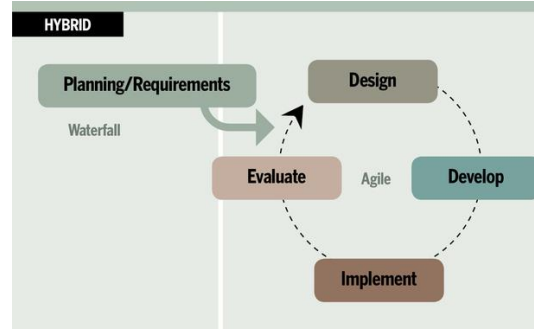 HYBRID
Planning/Requirements
Design
Waterfall
Evaluate
Agile
Develop
Implement